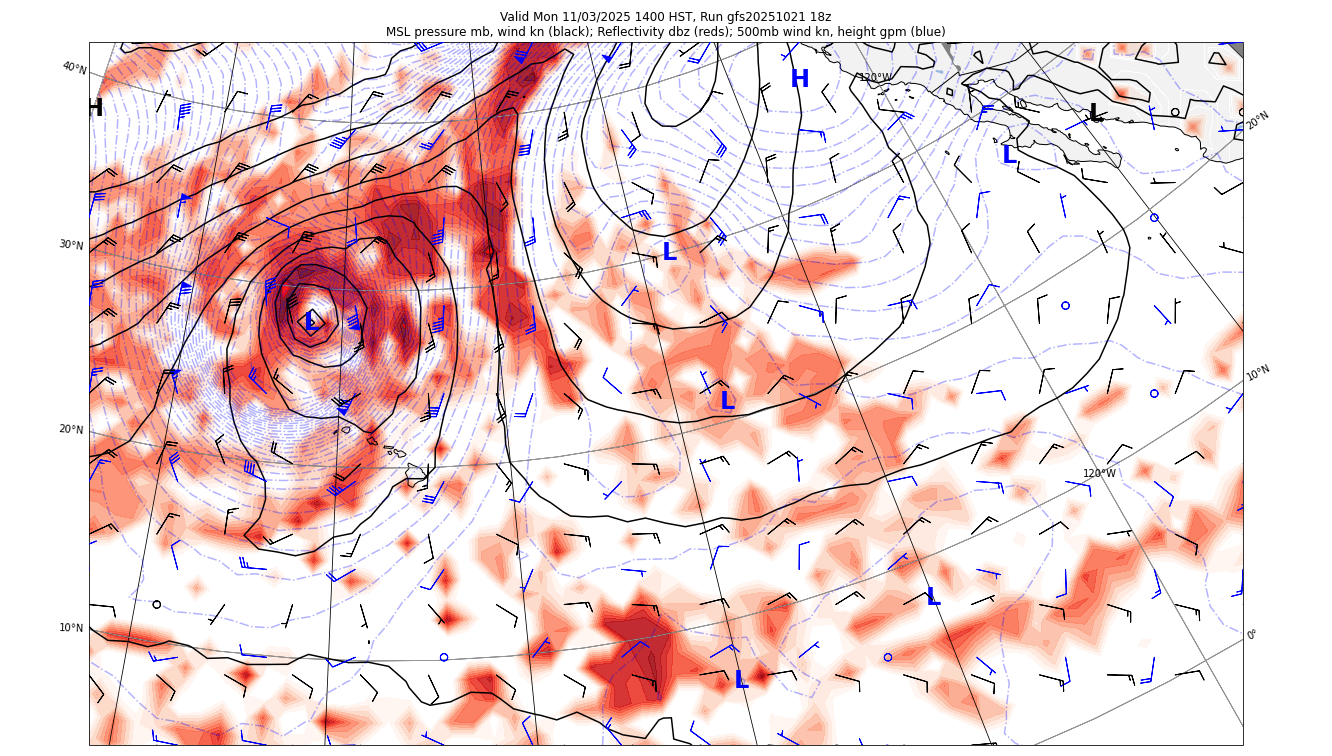 Valid Mon 11/03/2025 1400 HST, Run gfs20251021 18z
MSL pressure mb, wind kn (black); Reflectivity dbz (reds); 500mb wind kn, height gpm (blue)
40°N
H
H
120°W
L
20°N
L
30°N
L
L
10°N
L
20°N
120°W
L
10°N
0°
L